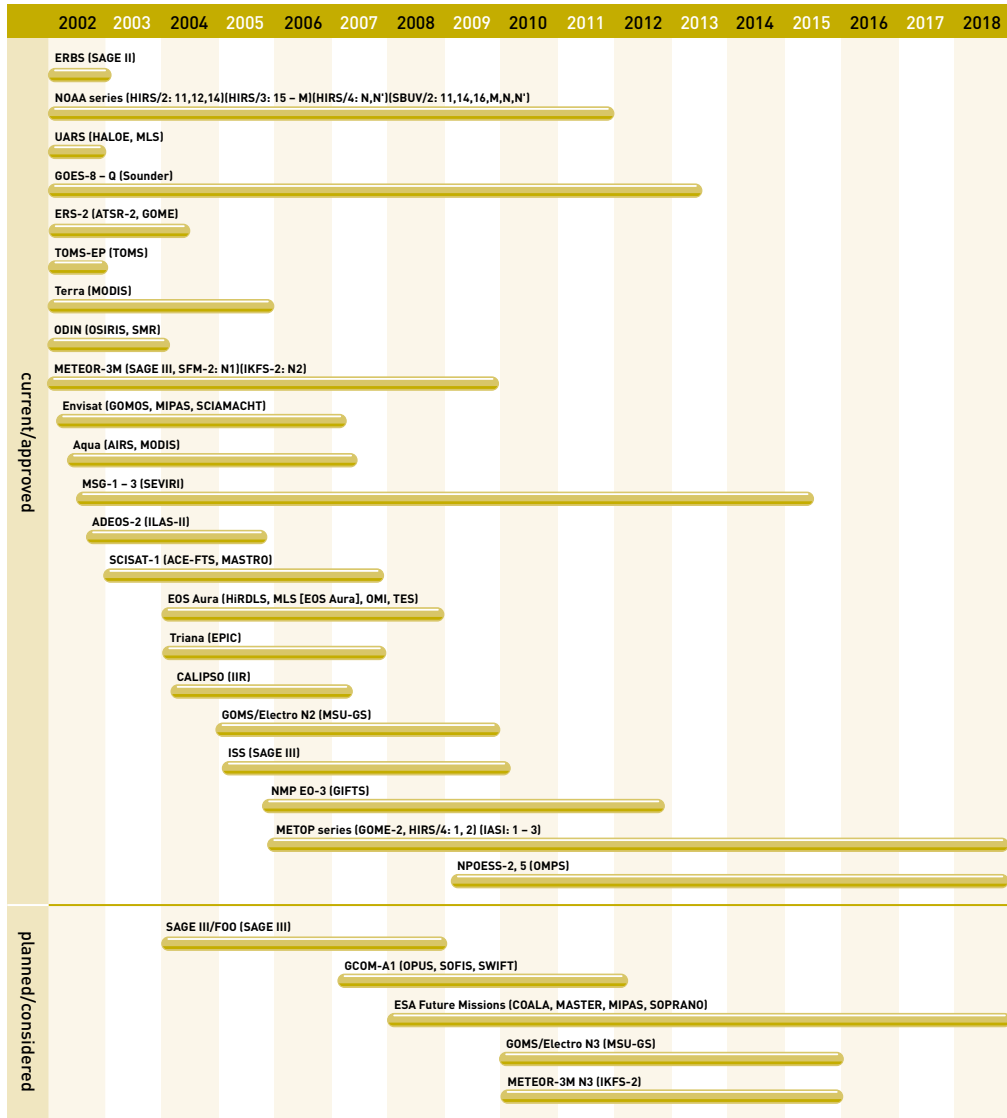 2002 2003 2004 2005 2006 2007 2008 2009 2010 2011 2012 2013 2014 2015 2016 2017 2018
current/approved
ERBS (SAGE II)
NOAA series (HIRS/2: 11,12,14)(HIRS/3: 15 – M)(HIRS/4: N,N')(SBUV/2: 11,14,16,M,N,N')
UARS (HALOE, MLS)
GOES-8 – Q (Sounder)
ERS-2 (ATSR-2, GOME)
TOMS-EP (TOMS)
Terra (MODIS)
ODIN (OSIRIS, SMR)
METEOR-3M (SAGE III, SFM-2: N1)(IKFS-2: N2)
Envisat (GOMOS, MIPAS, SCIAMACHT)
Aqua (AIRS, MODIS)
MSG-1 – 3 (SEVIRI)
ADEOS-2 (ILAS-II)
SCISAT-1 (ACE-FTS, MASTRO)
EOS Aura (HiRDLS, MLS [EOS Aura], OMI, TES)
Triana (EPIC)
CALIPSO (IIR)
GOMS/Electro N2 (MSU-GS)
ISS (SAGE III)
NMP EO-3 (GIFTS)
METOP series (GOME-2, HIRS/4: 1, 2) (IASI: 1 – 3)
NPOESS-2, 5 (OMPS)
planned/considered
SAGE III/FOO (SAGE III)
GCOM-A1 (OPUS, SOFIS, SWIFT)
ESA Future Missions (COALA, MASTER, MIPAS, SOPRANO)
GOMS/Electro N3 (MSU-GS)
METEOR-3M N3 (IKFS-2)